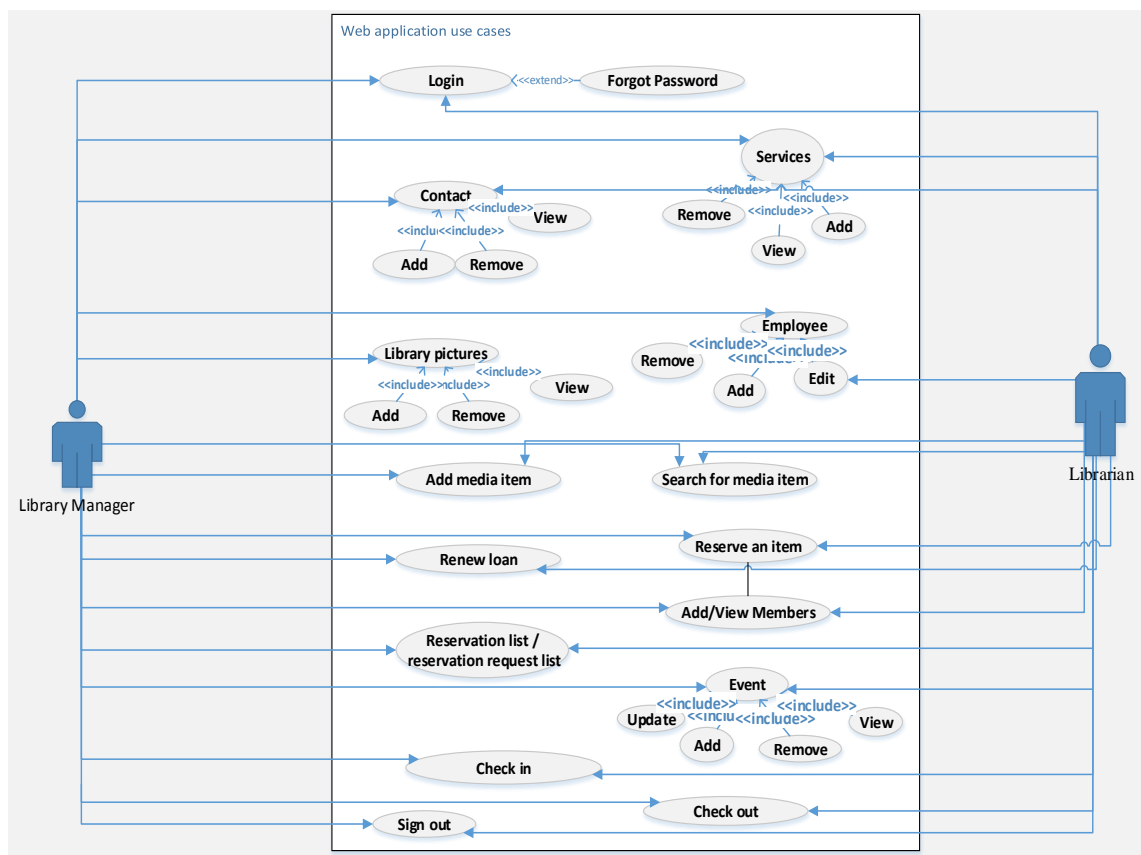 Web application use cases
Login
<<extend>>
Forgot Password
Services
Contact
<<include>>
<<include>>
<<include>>
View
Remove
<<include>>
Add
<<include>>
View
Add
Remove
Employee
<<include>>
<<include>>
Library pictures
Remove
<<include>>
View
Edit
<<include>>
Add
Add
Remove
Add media item
Search for media item
Librarian
Library Manager
Reserve an item
Renew loan
Add/View Members
Reservation list /
reservation request list
Event
<<include>>
<<include>>
Update
<<include>>
View
Add
Remove
Check in
Check out
Sign out